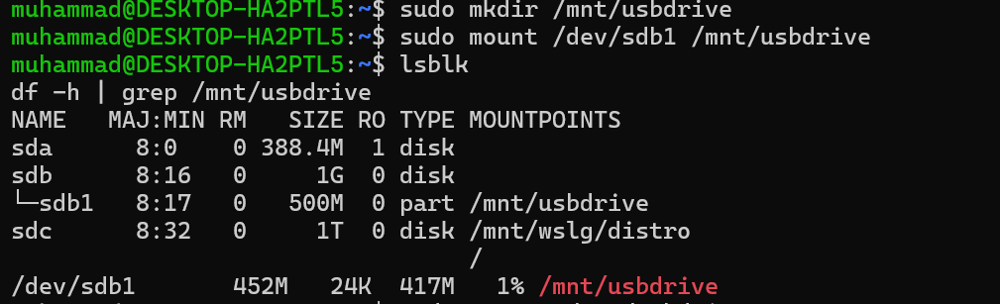 muhammad@DESKTOP-HA2PTL5:~$ sudo mkdir /mnt/usbdrive
muhammad@DESKTOP-HA2PTL5:~$ sudo mount /dev/sdb1 /mnt/usbdrive
muhammad@DESKTOP-HA2PTL5:~$ lsblk
df -h | grep /mnt/usbdrive
NAME   MAJ:MIN RM   SIZE RO TYPE MOUNTPOINTS
sda      8:0    0 388.4M  1 disk
sdb      8:16   0     1G  0 disk
└─sdb1   8:17   0   500M  0 part /mnt/usbdrive
sdc      8:32   0     1T  0 disk /mnt/wslg/distro
                                 /
/dev/sdb1       452M   24K  417M   1% /mnt/usbdrive